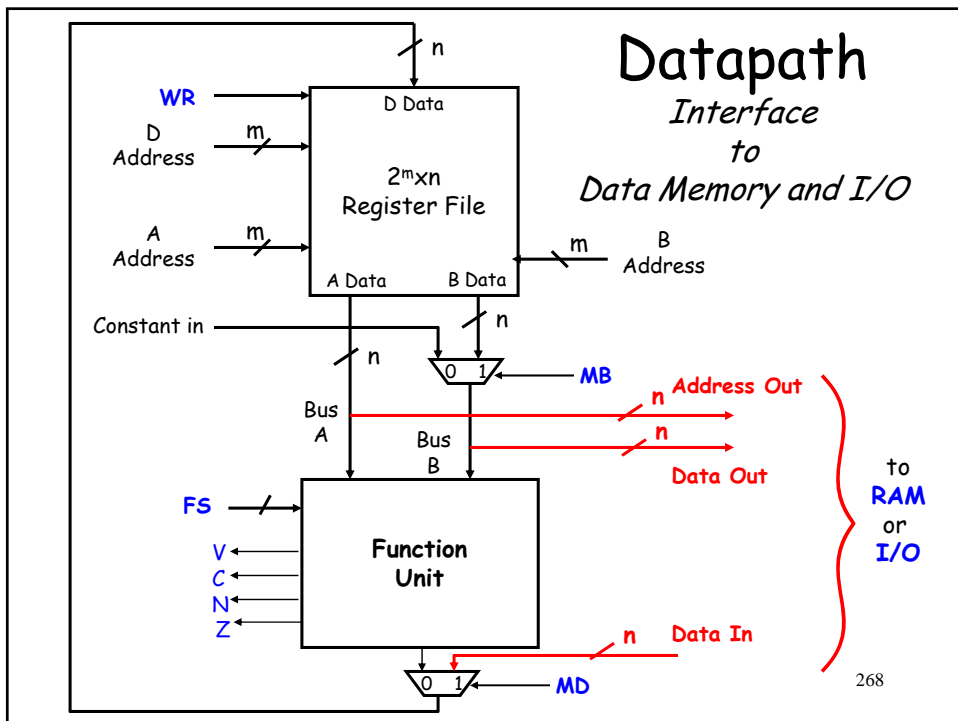 Datapath
Interface
to
Data Memory and I/O
n
WR
D Data
D
Address
m
2ᵐxn
Register File
A
Address
m
m
B
Address
A Data
B Data
Constant in
n
n
0 1
MB
Bus
A
n
Address Out
Bus
B
n
Data Out
to
RAM
or
I/O
FS
Function
Unit
V
C
N
Z
n
Data In
0 1
MD
268